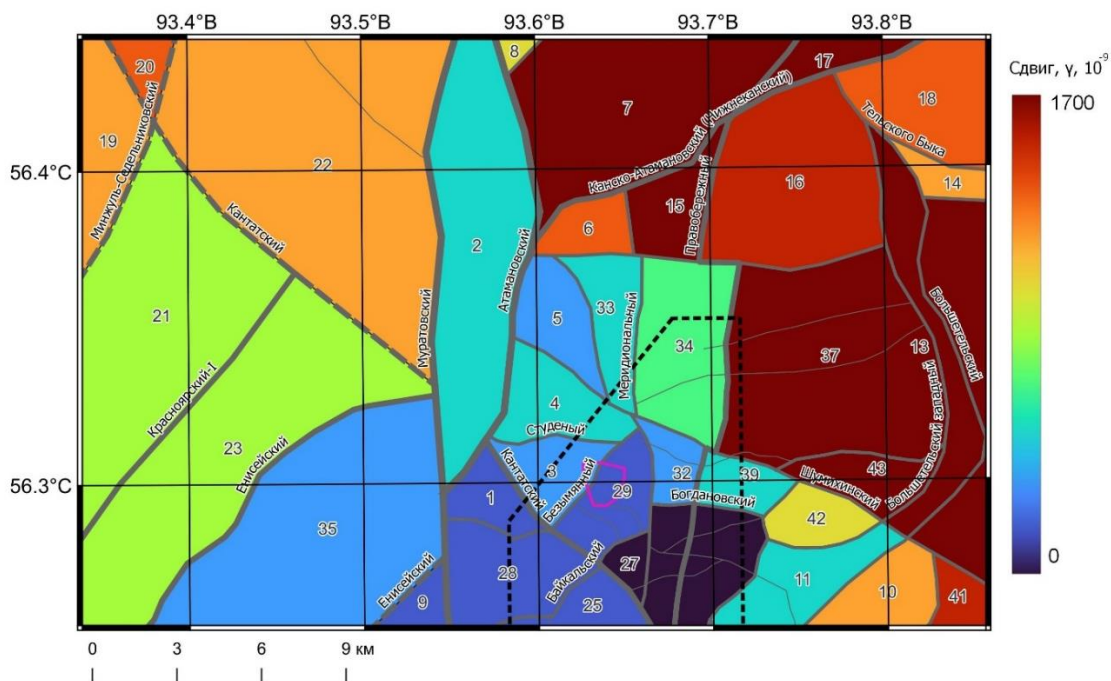 93.4°В
93.5°В
93.6°В
93.7°В
93.8°В
Сдвиг, γ, 10⁻⁹
1700
0
56.4°С
56.3°С
20
8
17
7
18
19
22
Минжуль-Седельниковский
Канско-Атамановский (Нижнеканский)
Тельского Быка
14
16
15
Правобережный
6
Кантатский
2
Атамановский
Муратовский
21
5
33
Меридиональный
34
37
13
Большетельский
Большетельский западный
Красноярский-1
4
Студеный
23
Енисейский
3
Кантатский
Безымянный
29
32
39
43
Шумихинский
Богдановский
1
42
35
28
Байкальский
27
11
Енисейский
9
25
10
41
0
3
6
9 км